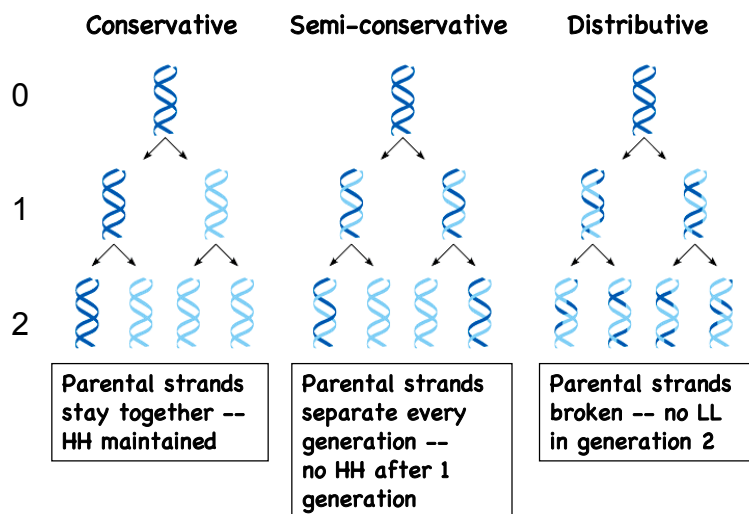 Conservative Semi-conservative Distributive
0
1
2
Parental strands
stay together --
HH maintained
Parental strands
separate every
generation --
no HH after 1
generation
Parental strands
broken -- no LL
in generation 2